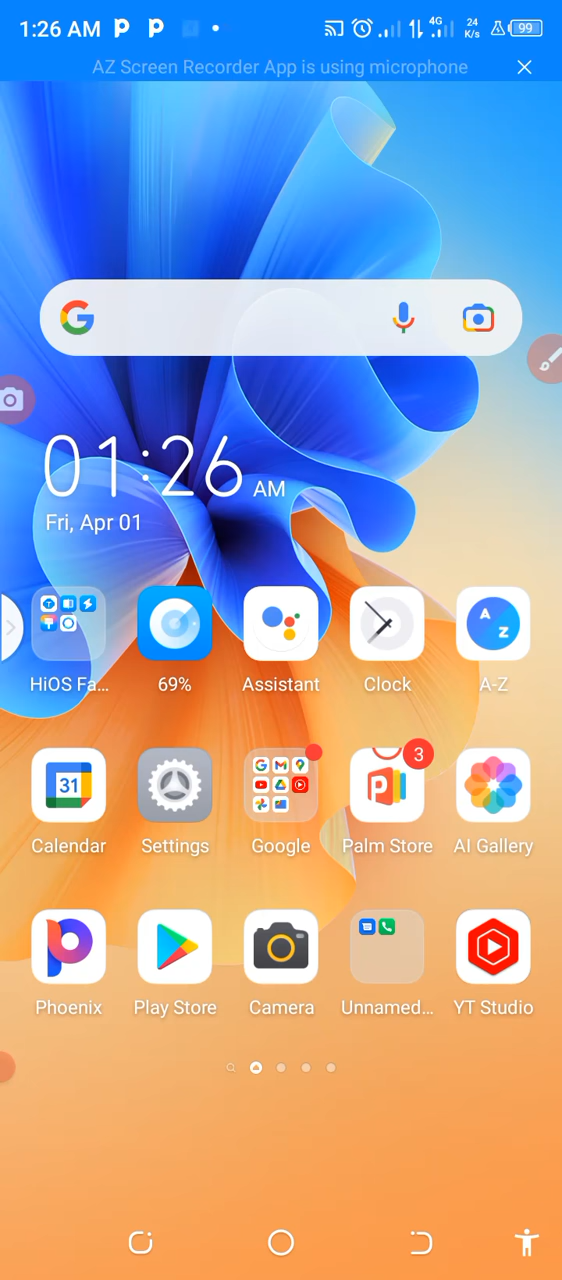 1:26 AM
4G
24
K/s
99
AZ Screen Recorder App is using microphone
01:26 AM
Fri, Apr 01
HiOS Fa...
69%
Assistant
Clock
A Z
A-Z
31
3
Calendar
Settings
Google
Palm Store
AI Gallery
Phoenix
Play Store
Camera
Unnamed...
YT Studio